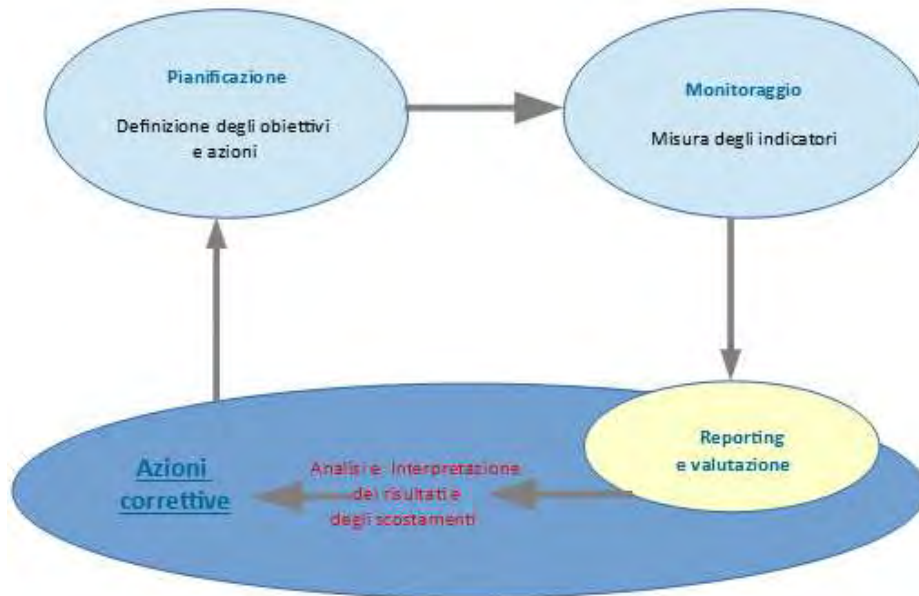 Pianificazione
Definizione degli obiettivi
e azioni
Monitoraggio
Misura degli indicatori
Reporting
e valutazione
Analisi e Interpretazione
dei risultati e
degli scostamenti
Azioni
correttive